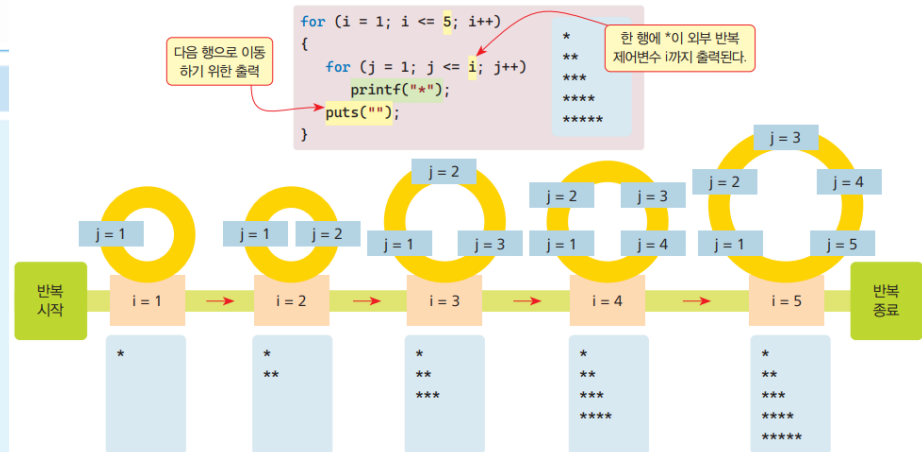 for (i = 1; i <= 5; i++)
{
for (j = 1; j <= i; j++)
printf("*");
puts("");
}
다음 행으로 이동
하기 위한 출력
한 행에 *이 외부 반복
제어변수 i까지 출력된다.
*
**
***
****
*****
j = 1
j = 1
j = 2
j = 2
j = 1
j = 3
j = 2
j = 3
j = 1
j = 4
j = 3
j = 2
j = 4
j = 1
j = 5
반복
시작
i = 1
i = 2
i = 3
i = 4
i = 5
반복
종료
*
*
**
*
**
***
*
**
***
****
*
**
***
****
*****